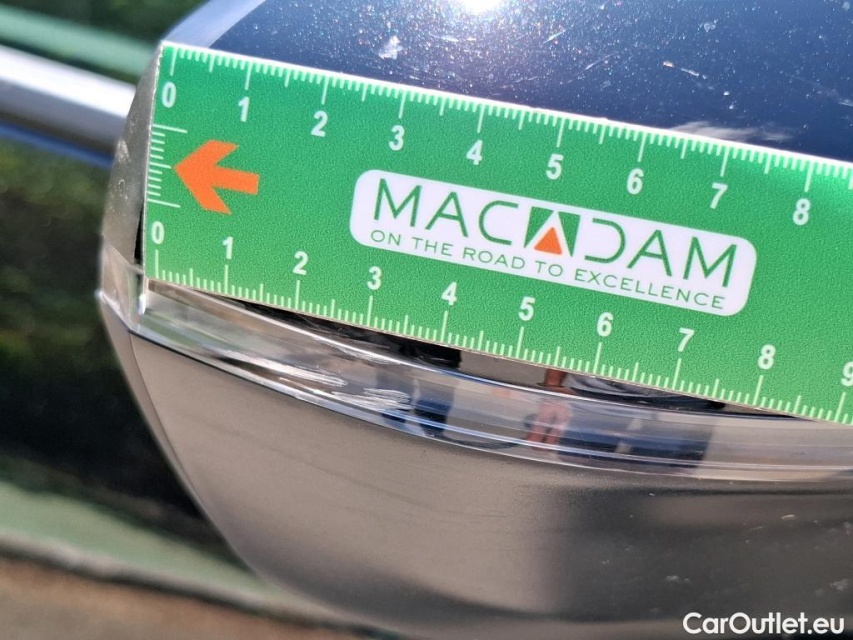 0 1 2 3 4 5 6 7 8
MACADAM
ON THE ROAD TO EXCELLENCE
0 1 2 3 4 5 6 7 8 9
CarOutlet.eu